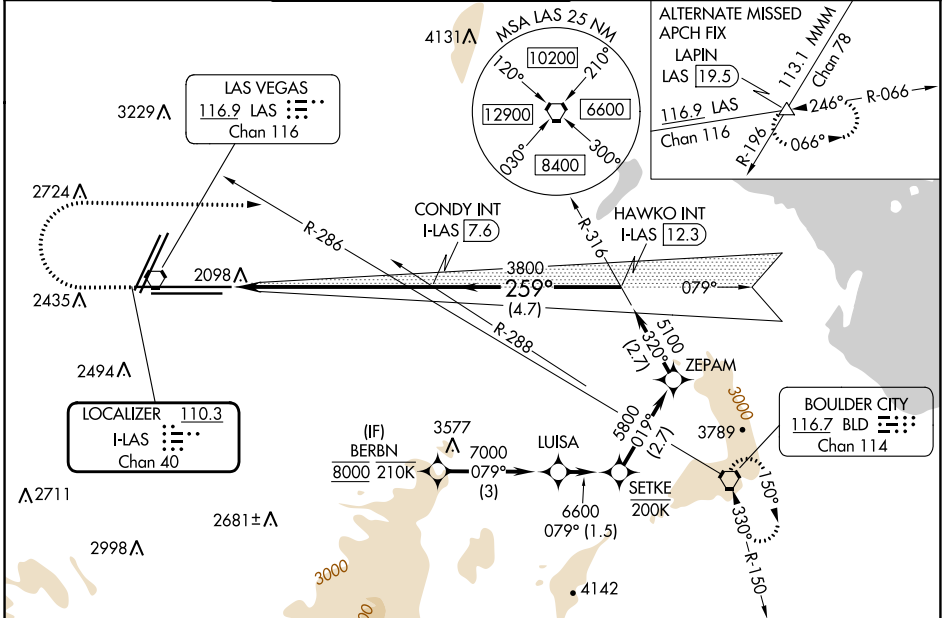 4131
MSA LAS 25 NM
10200
120°
210°
12900
6600
030°
300°
8400
ALTERNATE MISSED
APCH FIX
LAPIN
LAS 19.5
113.1 MMM
Chan 78
116.9 LAS
Chan 116
246°
R-066
066°
R-196
LAS VEGAS
116.9 LAS
Chan 116
3229
2724
R-286
CONDY INT
I-LAS 7.6
R-316
HAWKO INT
I-LAS 12.3
2098
3800
259°
(4.7)
079°
2435
R-288
5100
320°
(2.7)
ZEPAM
2494
LOCALIZER 110.3
I-LAS
Chan 40
3000
BOULDER CITY
116.7 BLD
Chan 114
3789
(IF)
BERBN
8000 210K
3577
7000
079°
(3)
LUISA
5800
019°
(2.7)
SETKE
200K
6600
079° (1.5)
150°
330°
R-150
2711
2681±
2998
3000
4142